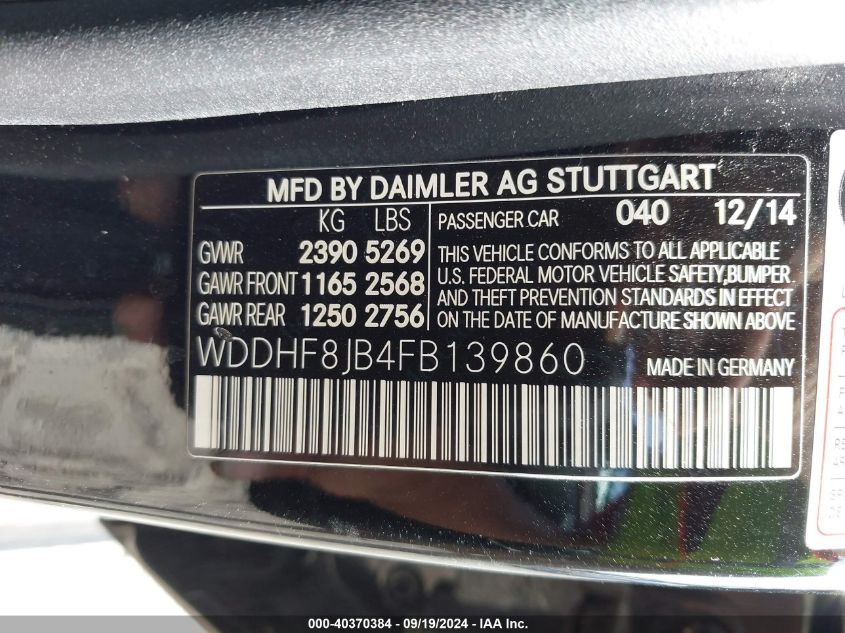 MFD BY DAIMLER AG STUTTGART
KG LBS
GVWR 2390 5269
GAWR FRONT 1165 2568
GAWR REAR 1250 2756
PASSENGER CAR 040 12/14
THIS VEHICLE CONFORMS TO ALL APPLICABLE
U.S. FEDERAL MOTOR VEHICLE SAFETY,BUMPER
AND THEFT PREVENTION STANDARDS IN EFFECT
ON THE DATE OF MANUFACTURE SHOWN ABOVE
WDDHF8JB4FB139860 MADE IN GERMANY
000-40370384 - 09/19/2024 - IAA Inc.